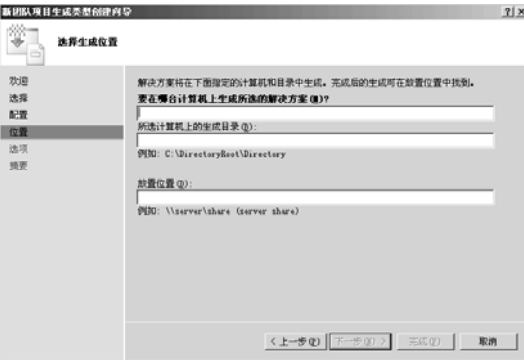 新团队项目生成类型创建向导
选择生成位置
欢迎
选择
配置
位置
选项
摘要
解决方案将在下面指定的计算机和目录中生成。完成后的生成可在放置位置中找到。
要在哪台计算机上生成所选的解决方案(M)?
所选计算机上的生成目录(D):
例如: C:\DirectoryRoot\Directory
放置位置(D):
例如: \\server\share (server share)
< 上一步(P)
下一步(N) >
完成(F)
取消